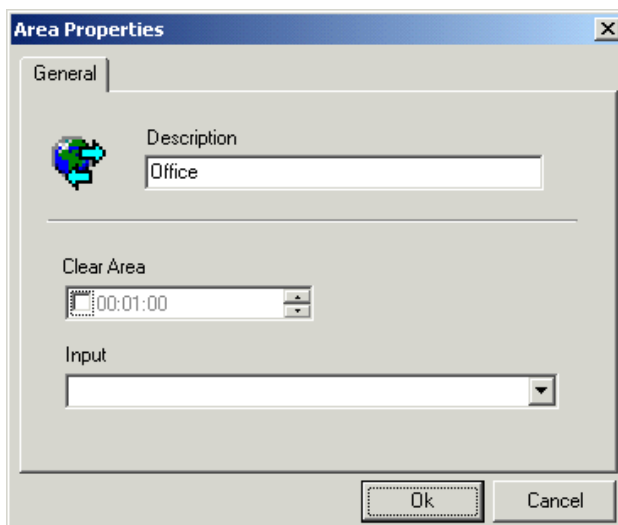 Area Properties
General
Description
Office
Clear Area
00:01:00
Input
Ok
Cancel